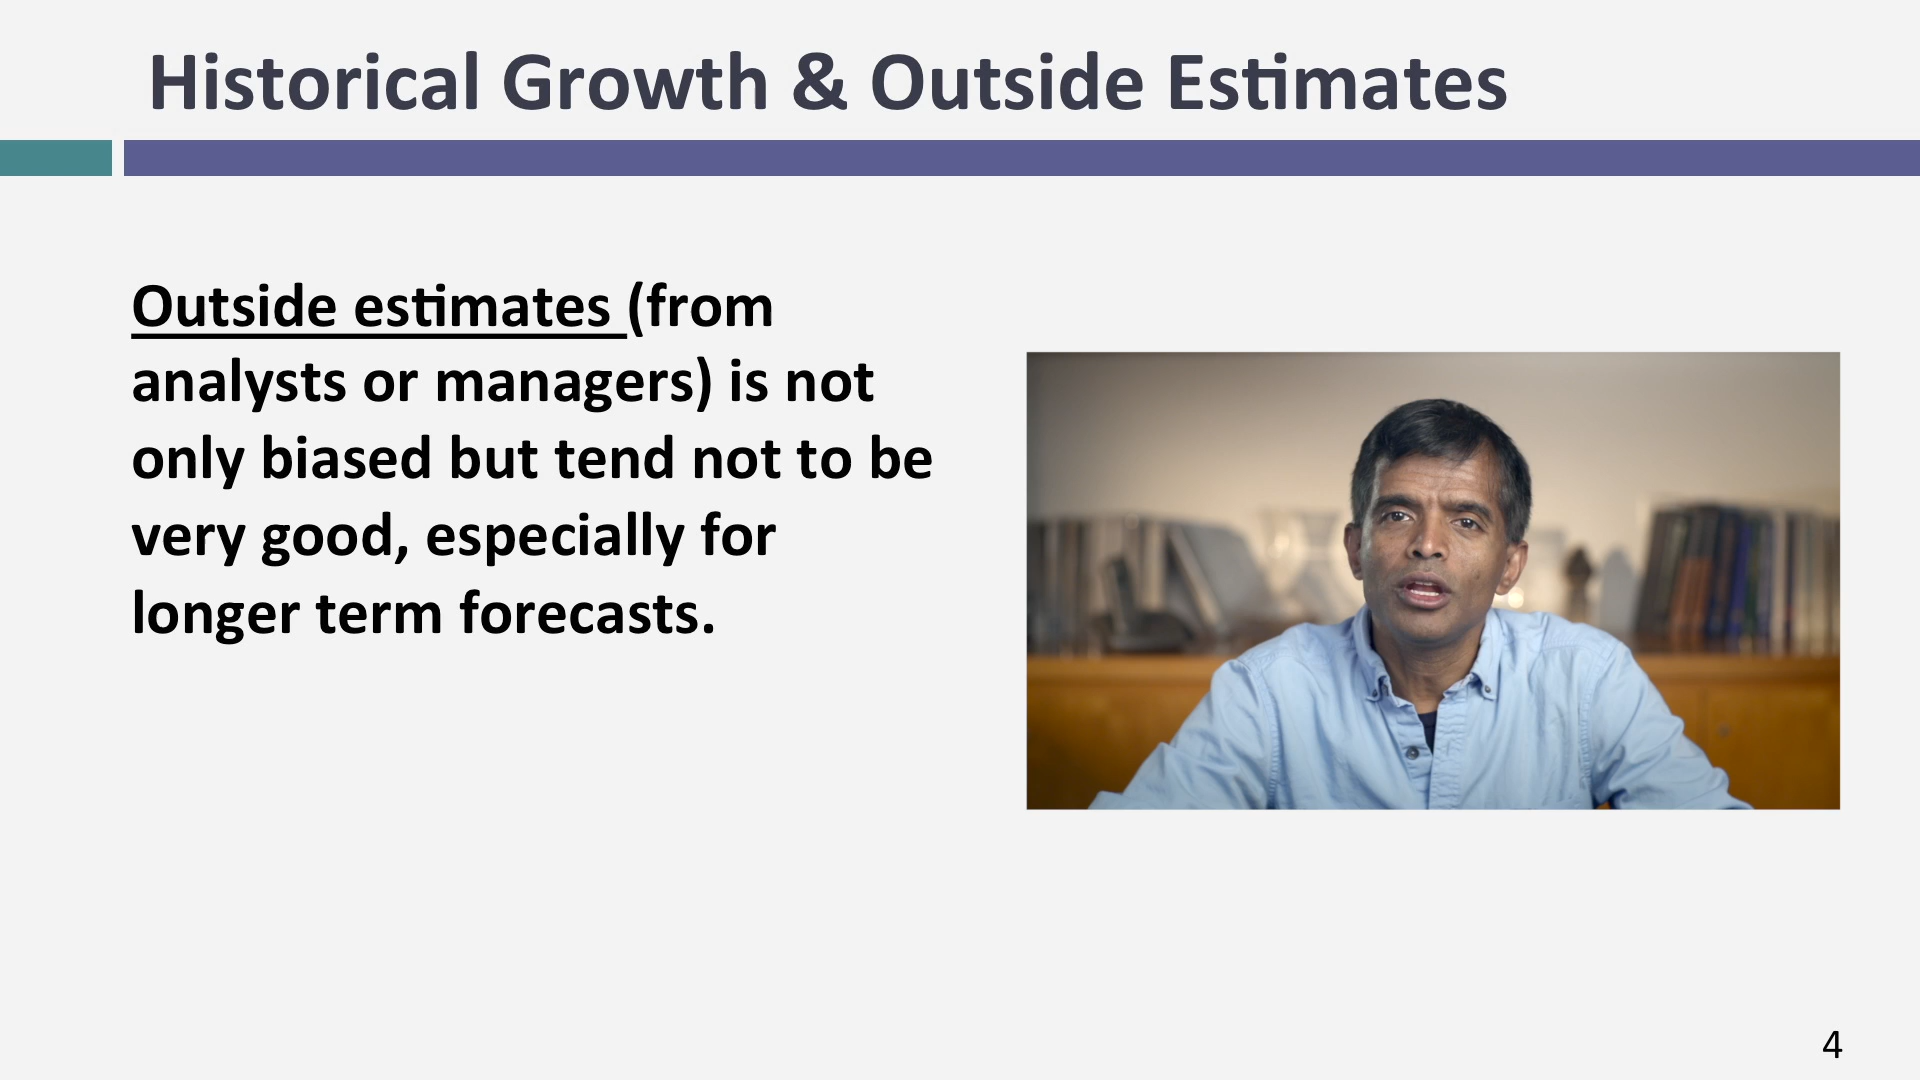 Historical Growth & Outside Estimates
Outside estimates (from
analysts or managers) is not
only biased but tend not to be
very good, especially for
longer term forecasts.
4